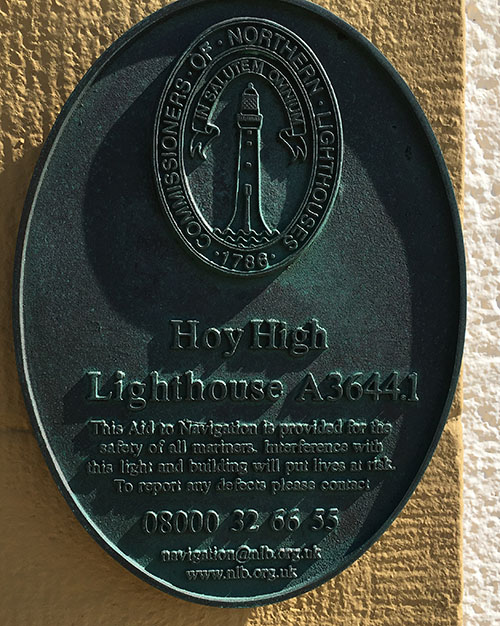 COMMISSIONERS · OF · NORTHERN · LIGHTHOUSES
IN SALUTEM OMNIUM
· 1786 ·
Hoy High
Lighthouse A3644.1
This Aid to Navigation is provided for the
safety of all mariners. Interference with
this light and building will put lives at risk.
To report any defects please contact
08000 32 66 55
navigation@nlb.org.uk
www.nlb.org.uk